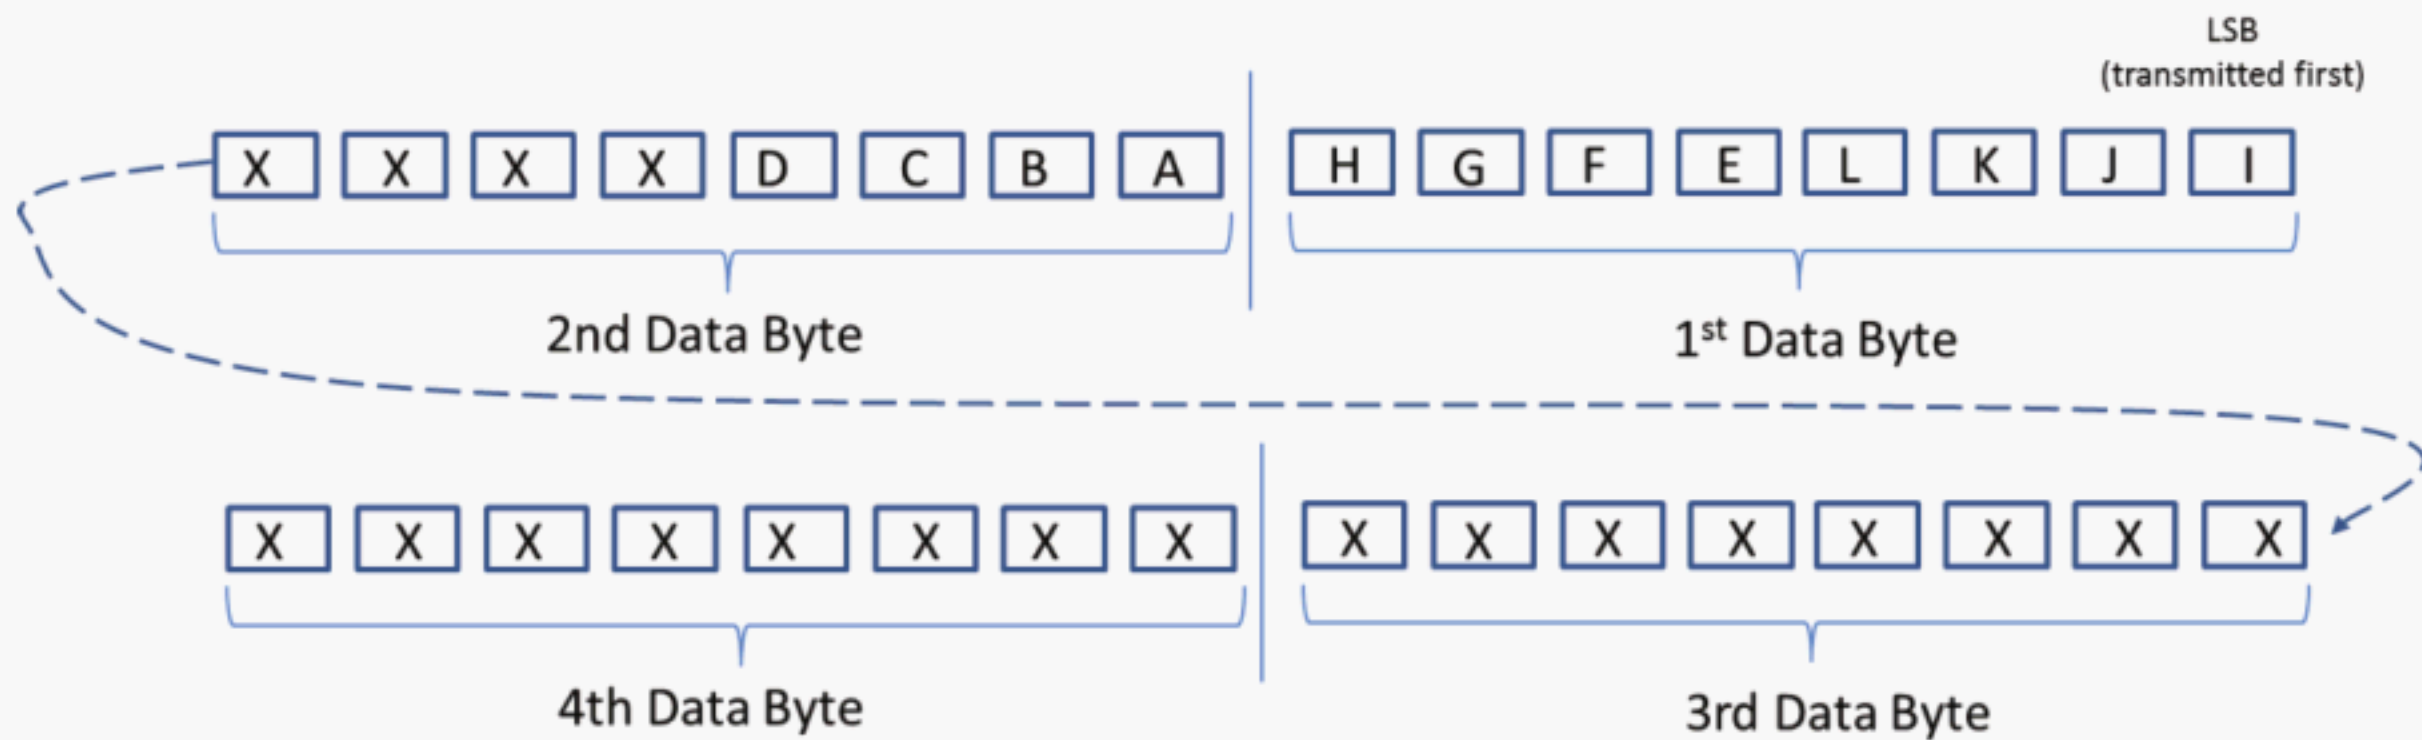 LSB
(transmitted first)
X X X X D C B A H G F E L K J I
2nd Data Byte 1st Data Byte
X X X X X X X X X X X X X X X X
4th Data Byte 3rd Data Byte